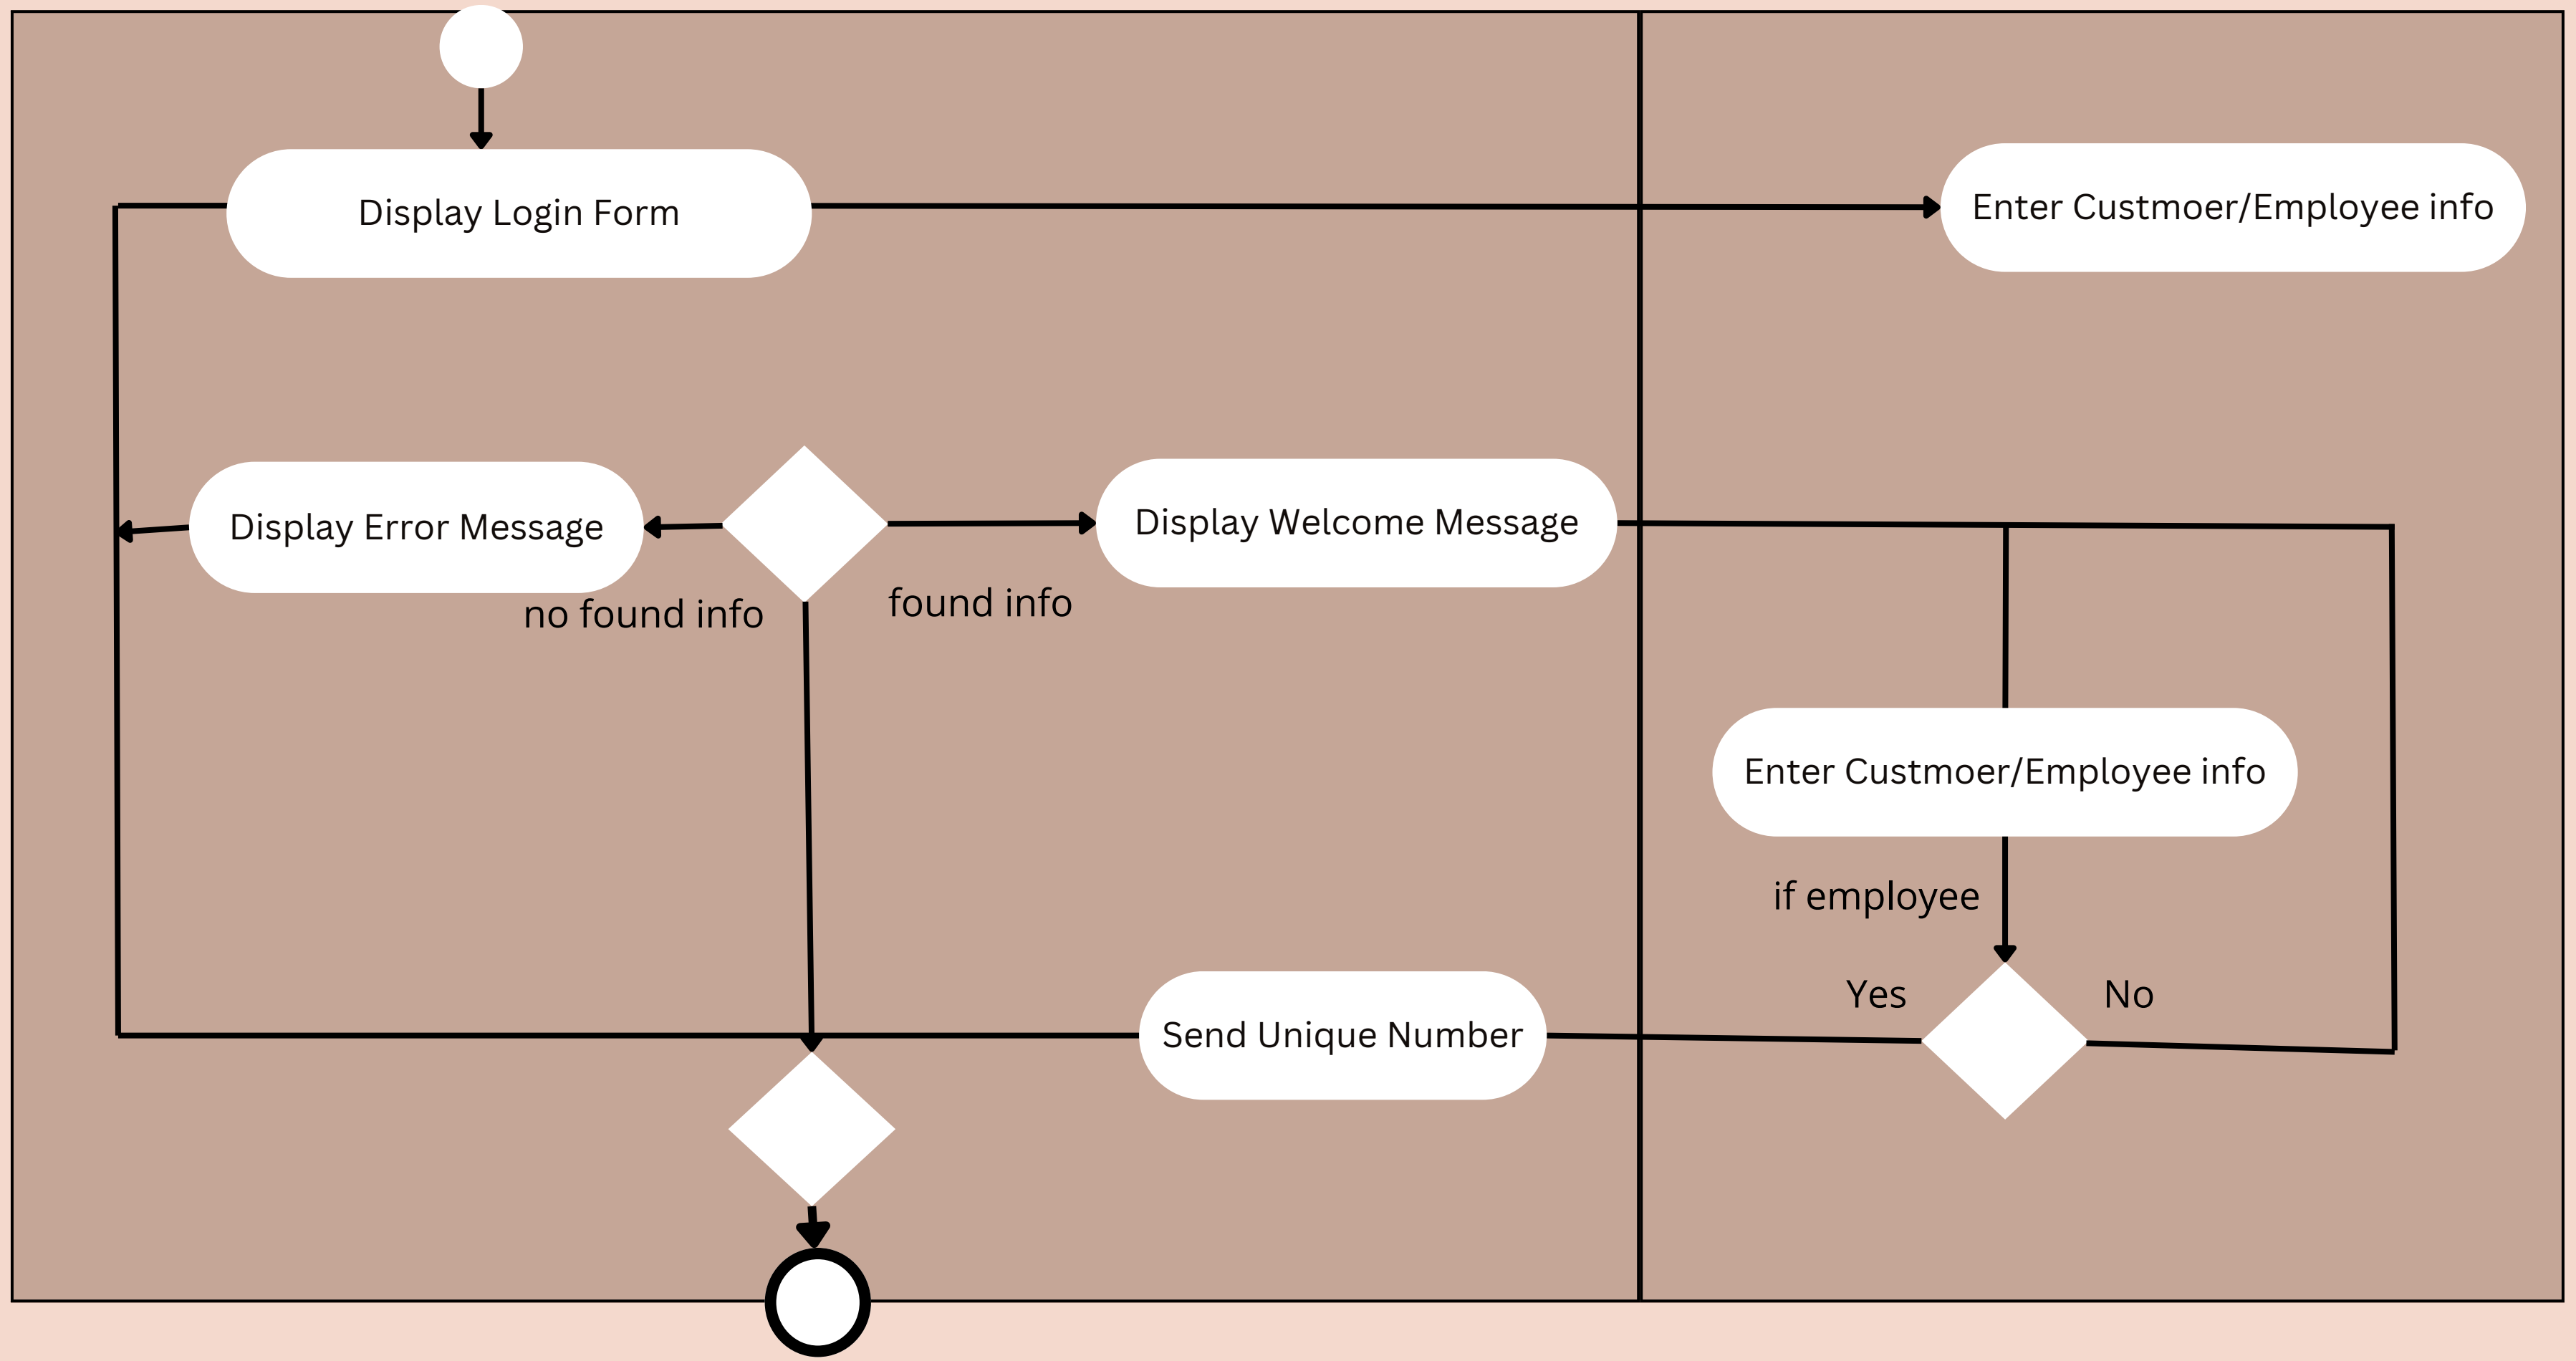 Display Login Form
Enter Custmoer/Employee info
Display Error Message
Display Welcome Message
no found info
found info
Enter Custmoer/Employee info
if employee
Yes
No
Send Unique Number